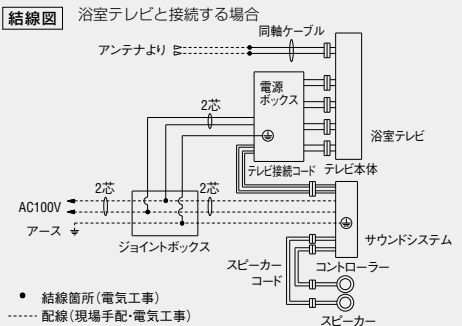 結線図 浴室テレビと接続する場合
同軸ケーブル
アンテナより
電源
ボックス
2芯
浴室テレビ
テレビ接続コード テレビ本体
2芯 2芯
AC100V
アース
ジョイントボックス
サウンドシステム
スピーカー
コード
コントローラー
● 結線箇所(電気工事)
----- 配線(現場手配・電気工事)
スピーカー